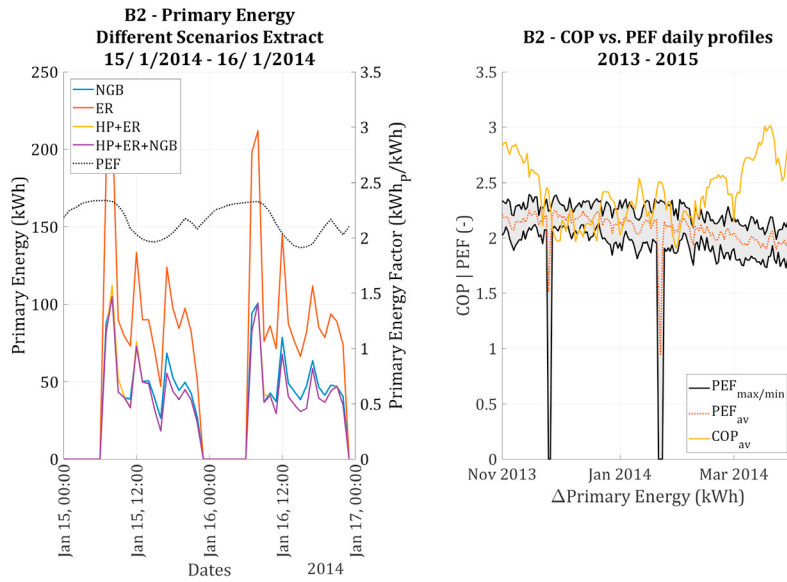 B2 - Primary Energy
Different Scenarios Extract
15/ 1/2014 - 16/ 1/2014
250
200
150
100
50
0
Primary Energy (kWh)
NGB
ER
HP+ER
HP+ER+NGB
PEF
3.5
3
2.5
2
1.5
1
0.5
0
Primary Energy Factor (kWhP/kWh)
Jan 15, 00:00
Jan 15, 12:00
Jan 16, 00:00
Jan 16, 12:00
Jan 17, 00:00
Dates
2014
B2 - COP vs. PEF daily profiles
2013 - 2015
3.5
3
2.5
2
1.5
1
0.5
0
COP | PEF (-)
PEFmax/min
PEFav
COPav
Nov 2013
Jan 2014
Mar 2014
ΔPrimary Energy (kWh)